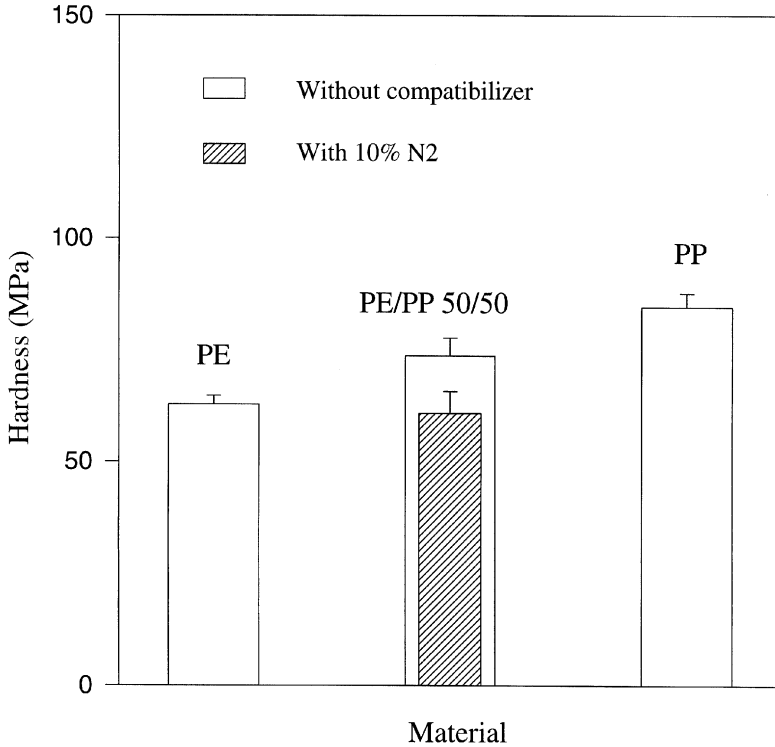 150
Without compatibilizer
With 10% N2
100
PP
PE/PP 50/50
PE
Hardness (MPa)
50
0
Material